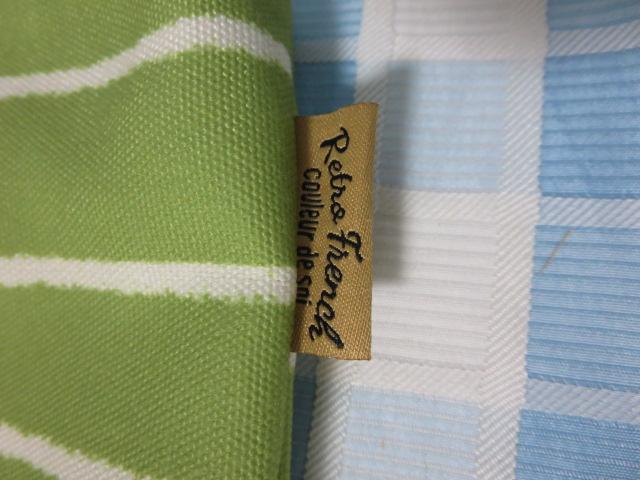 Retro French
couleur de soi